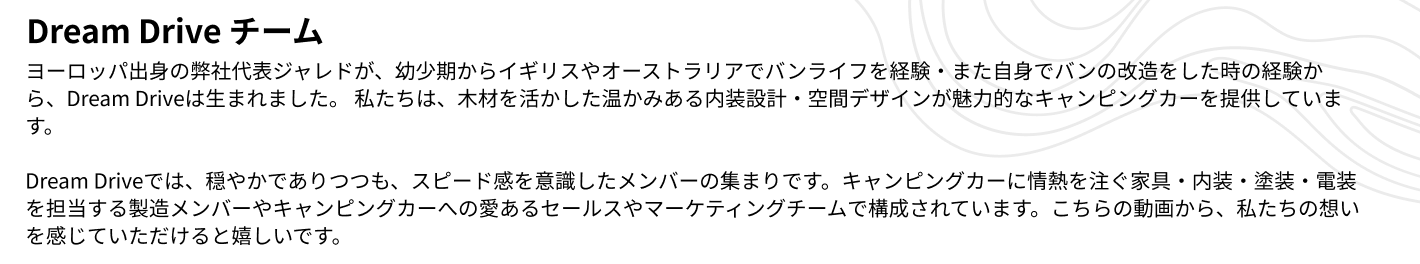 Dream Drive チーム
ヨーロッパ出身の弊社代表ジャレドが、幼少期からイギリスやオーストラリアでバンライフを経験・また自身でバンの改造をした時の経験か
ら、Dream Driveは生まれました。 私たちは、木材を活かした温かみある内装設計・空間デザインが魅力的なキャンピングカーを提供していま
す。
Dream Driveでは、穏やかでありつつも、スピード感を意識したメンバーの集まりです。キャンピングカーに情熱を注ぐ家具・内装・塗装・電装
を担当する製造メンバーやキャンピングカーへの愛あるセールスやマーケティングチームで構成されています。こちらの動画から、私たちの想い
を感じていただけると嬉しいです。